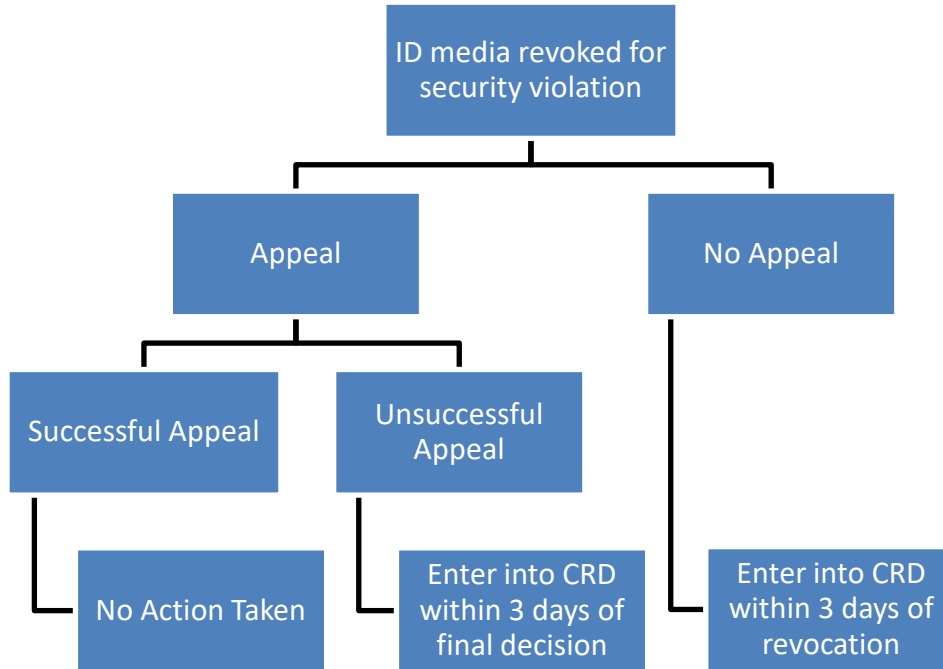 ID media revoked for
security violation
Appeal
No Appeal
Successful Appeal
Unsuccessful
Appeal
No Action Taken
Enter into CRD
within 3 days of
final decision
Enter into CRD
within 3 days of
revocation